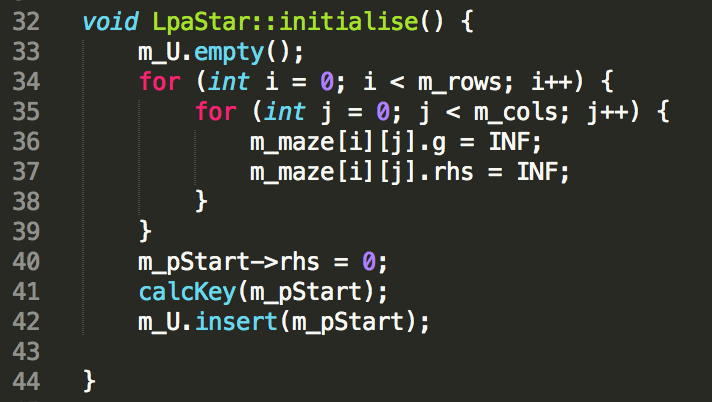 32 void LpaStar::initialise() {
33 m_U.empty();
34 for (int i = 0; i < m_rows; i++) {
35 for (int j = 0; j < m_cols; j++) {
36 m_maze[i][j].g = INF;
37 m_maze[i][j].rhs = INF;
38 }
39 }
40 m_pStart->rhs = 0;
41 calcKey(m_pStart);
42 m_U.insert(m_pStart);
43
44 }